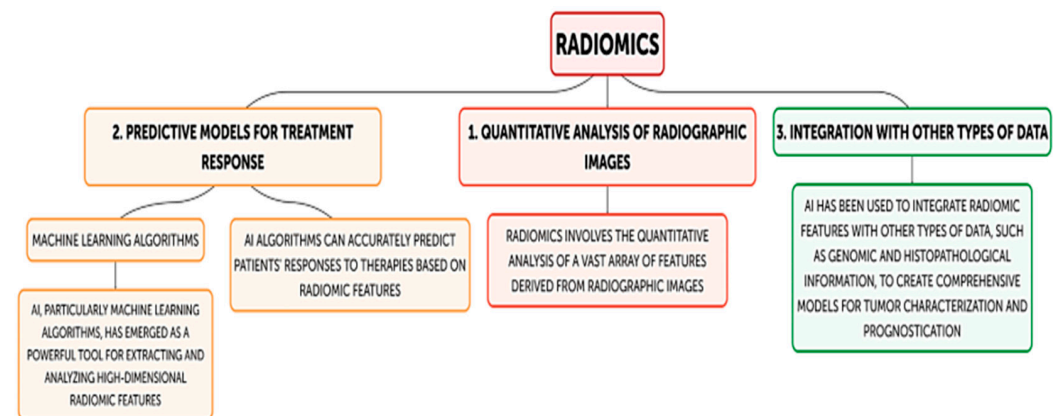 RADIOMICS
2. PREDICTIVE MODELS FOR TREATMENT
RESPONSE
MACHINE LEARNING ALGORITHMS
AI, PARTICULARLY MACHINE LEARNING
ALGORITHMS, HAS EMERGED AS A
POWERFUL TOOL FOR EXTRACTING AND
ANALYZING HIGH-DIMENSIONAL
RADIOMIC FEATURES
AI ALGORITHMS CAN ACCURATELY PREDICT
PATIENTS' RESPONSES TO THERAPIES BASED ON
RADIOMIC FEATURES
1. QUANTITATIVE ANALYSIS OF RADIOGRAPHIC
IMAGES
RADIOMICS INVOLVES THE QUANTITATIVE
ANALYSIS OF A VAST ARRAY OF FEATURES
DERIVED FROM RADIOGRAPHIC IMAGES
3. INTEGRATION WITH OTHER TYPES OF DATA
AI HAS BEEN USED TO INTEGRATE RADIOMIC
FEATURES WITH OTHER TYPES OF DATA, SUCH
AS GENOMIC AND HISTOPATHOLOGICAL
INFORMATION, TO CREATE COMPREHENSIVE
MODELS FOR TUMOR CHARACTERIZATION AND
PROGNOSTICATION